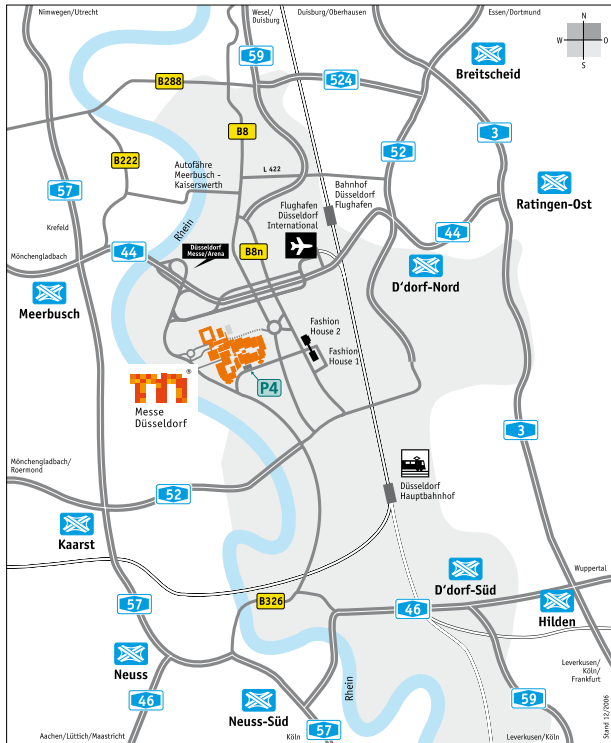 Nimwegen/Utrecht
Wesel/
Duisburg
Duisburg/Oberhausen
Essen/Dortmund
N
W
O
S
59
Breitscheid
B288
524
B8
3
52
B222
L 422
57
Autofähre
Meerbusch -
Kaiserswerth
Bahnhof
Düsseldorf
Flughafen
Ratingen-Ost
Flughafen
Düsseldorf
International
Krefeld
Rhein
44
Mönchengladbach
44
Düsseldorf
Messe/Arena
B8n
D'dorf-Nord
Meerbusch
Fashion
House 2
Fashion
House 1
P4
®
Messe
Düsseldorf
3
Mönchengladbach/
Roermond
52
Düsseldorf
Hauptbahnhof
Kaarst
Wuppertal
D'dorf-Süd
57
B326
46
Hilden
Neuss
Leverkusen/
Köln/
Frankfurt
46
Rhein
59
Neuss-Süd
57
Aachen/Lüttich/Maastricht
Köln
Leverkusen/Köln
Stand 12/2006